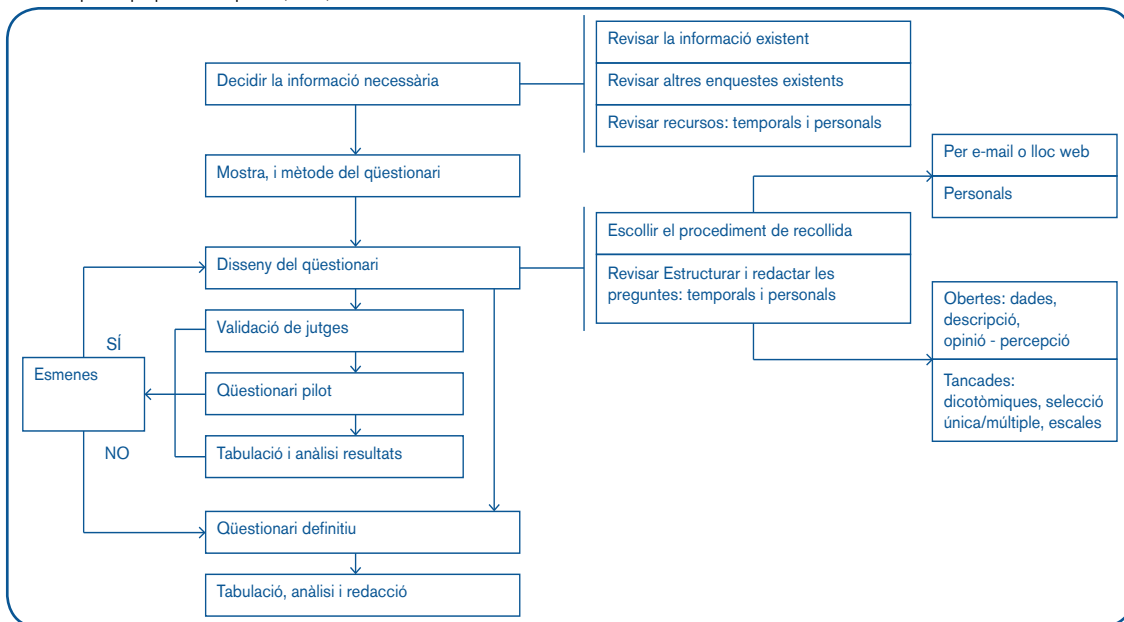 Revisar la informació existent
Decidir la informació necessària
Revisar altres enquestes existents
Revisar recursos: temporals i personals
Mostra, i mètode del qüestionari
Per e-mail o lloc web
Personals
Escollir el procediment de recollida
Disseny del qüestionari
Revisar Estructurar i redactar les
preguntes: temporals i personals
Obertes: dades,
descripció,
opinió - percepció
Validació de jutges
SÍ
Esmenes
Qüestionari pilot
Tancades:
dicotòmiques, selecció
única/múltiple, escales
NO
Tabulació i anàlisi resultats
Qüestionari definitiu
Tabulació, anàlisi i redacció